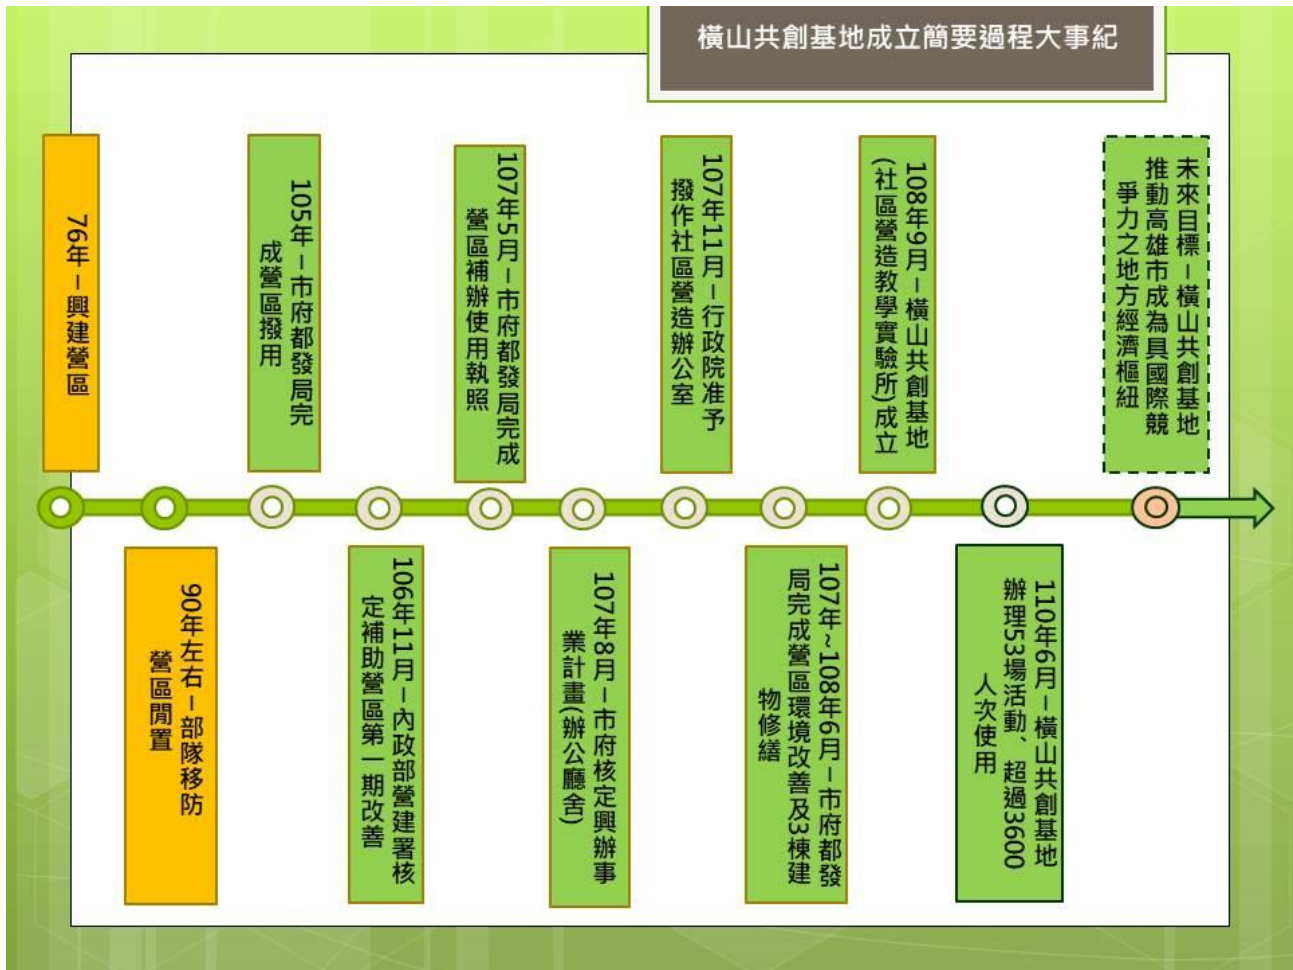 橫山共創基地成立簡要過程大事紀
76年－興建營區
90年左右－部隊移防
營區閒置
105年－市府都發局完
成營區撥用
106年11月－內政部營建署核
定補助營區第一期改善
107年5月－市府都發局完成
營區補辦使用執照
107年8月－市府核定興辦事
業計畫(辦公廳舍)
107年11月－行政院准予
撥作社區營造辦公室
107年~108年6月－市府都發
局完成營區環境改善及3棟建
物修繕
108年9月－橫山共創基地
(社區營造教學實驗所)成立
110年6月－橫山共創基地
辦理53場活動、超過3600
人次使用
未來目標－橫山共創基地
推動高雄市成為具國際競
爭力之地方經濟樞紐